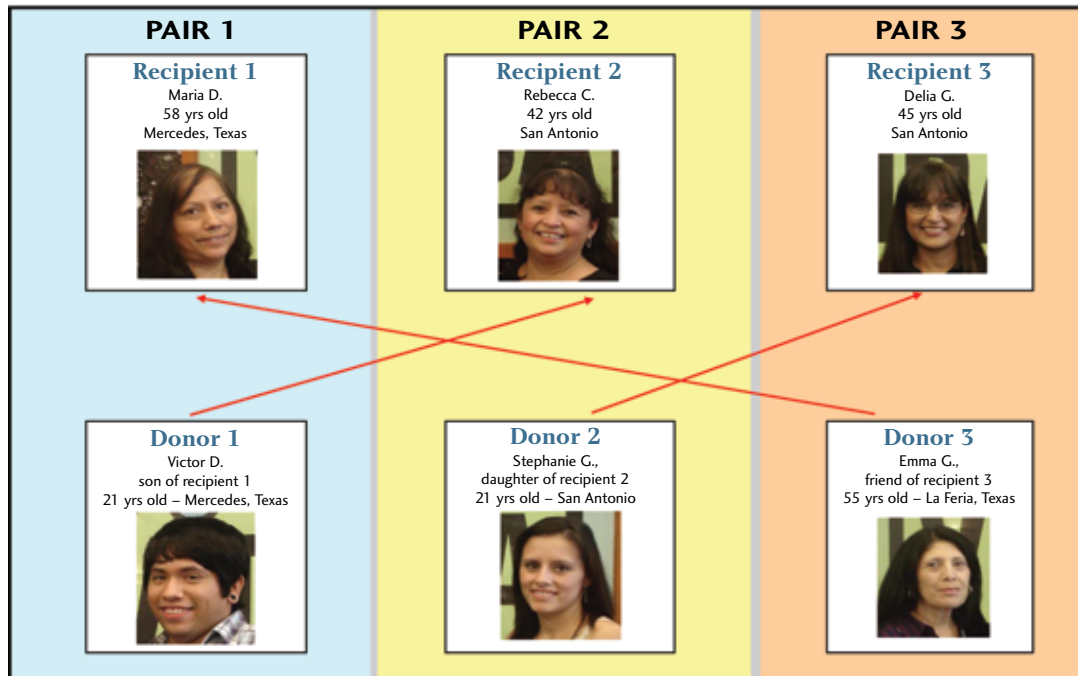 PAIR 1
Recipient 1
Maria D.
58 yrs old
Mercedes, Texas
PAIR 2
Recipient 2
Rebecca C.
42 yrs old
San Antonio
PAIR 3
Recipient 3
Delia G.
45 yrs old
San Antonio
Donor 1
Victor D.
son of recipient 1
21 yrs old – Mercedes, Texas
Donor 2
Stephanie G.,
daughter of recipient 2
21 yrs old – San Antonio
Donor 3
Emma G.,
friend of recipient 3
55 yrs old – La Feria, Texas